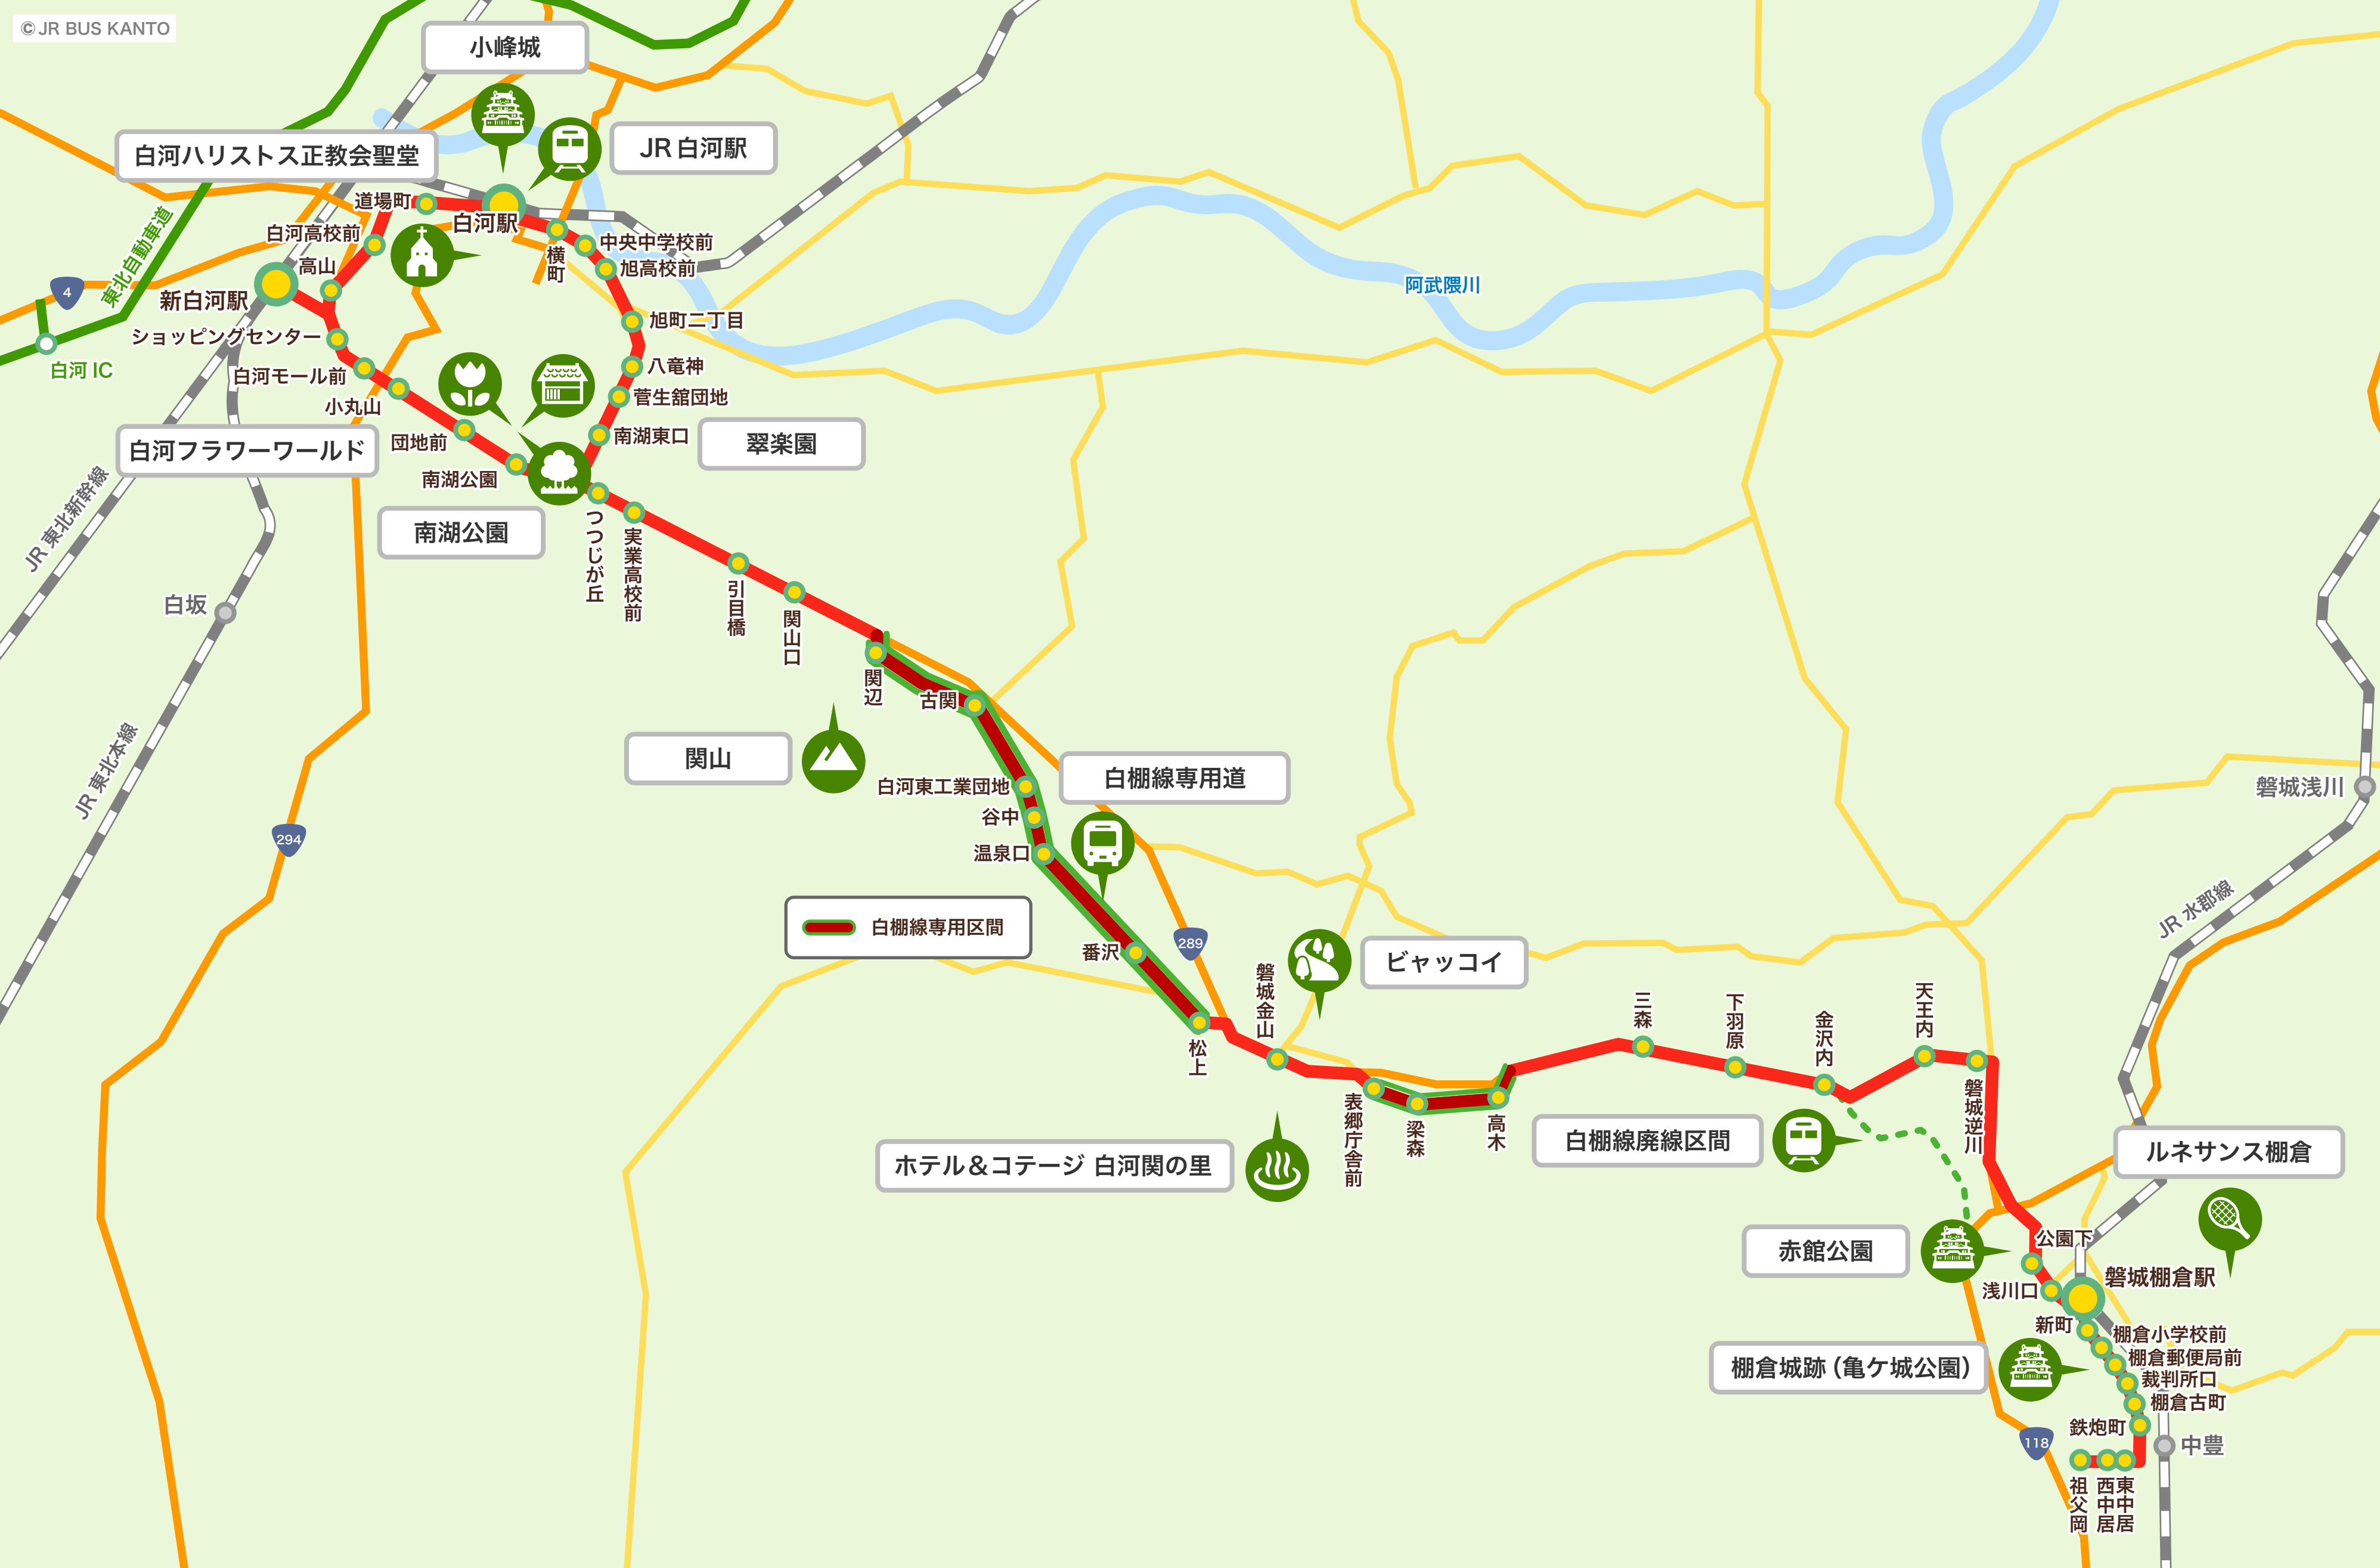 © JR BUS KANTO
小峰城
白河ハリストス正教会聖堂
JR白河駅
道場町
白河駅
白河高校前
横町
中央中学校前
高山
旭高校前
東北自動車道
4
新白河駅
阿武隈川
旭町二丁目
ショッピングセンター
白河IC
白河モール前
八竜神
小丸山
菅生舘団地
団地前
南湖東口
翠楽園
白河フラワーワールド
南湖公園
JR 東北新幹線
南湖公園
つつじが丘
実業高校前
白坂
引目橋
関山口
関辺
古関
関山
白棚線専用道
白河東工業団地
磐城浅川
JR 東北本線
谷中
294
温泉口
白棚線専用区間
番沢
289
JR 水郡線
磐城金山
ビャッコイ
三森
下羽原
金沢内
天王内
松上
表郷庁舎前
梁森
高木
白棚線廃線区間
磐城逆川
ルネサンス棚倉
ホテル&コテージ 白河関の里
赤館公園
公園下
磐城棚倉駅
浅川口
新町
棚倉小学校前
棚倉郵便局前
棚倉城跡（亀ケ城公園）
裁判所口
棚倉古町
鉄炮町
118
中豊
祖父岡
西中居
東中居